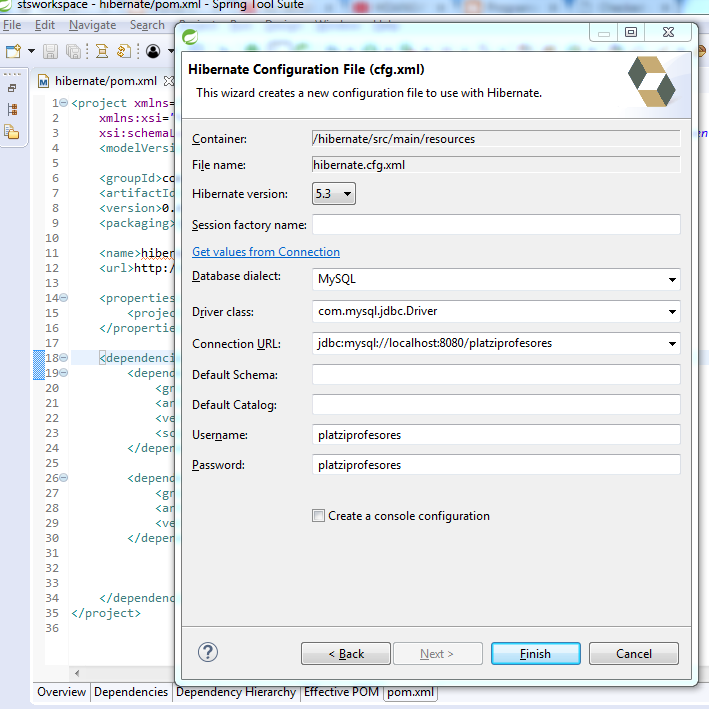 stsworkspace - hibernate/pom.xml - Spring Tool Suite
File Edit Navigate Search
hibernate/pom.xml
1 <project xmlns=
2 xmlns:xsi="
3 xsi:schemaL
4 <modelVersi
5
6 <groupId>co
7 <artifactId
8 <version>0.
9 <packaging>
10
11 <name>hiber
12 <url>http:/
13
14 <properties
15 <projec
16 </propertie
17
18 <dependenci
19 <depend
20 <gr
21 <ar
22 <ve
23 <sc
24 </depen
25
26 <depend
27 <gr
28 <ar
29 <ve
30 </depen
31
32
33
34 </dependenc
35 </project>
36
Hibernate Configuration File (cfg.xml)
This wizard creates a new configuration file to use with Hibernate.
Container: /hibernate/src/main/resources
File name: hibernate.cfg.xml
Hibernate version: 5.3
Session factory name:
Get values from Connection
Database dialect: MySQL
Driver class: com.mysql.jdbc.Driver
Connection URL: jdbc:mysql://localhost:8080/platziprofesores
Default Schema:
Default Catalog:
Username: platziprofesores
Password: platziprofesores
Create a console configuration
? < Back Next > Finish Cancel
Overview Dependencies Dependency Hierarchy Effective POM pom.xml